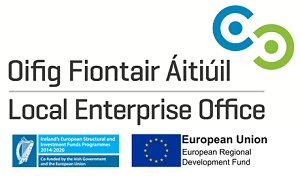 Oifig Fiontair Áitiúil
Local Enterprise Office
Ireland's European Structural and
Investment Funds Programmes
2014-2020
Co-funded by the Irish Government
and the European Union
European Union
European Regional
Development Fund